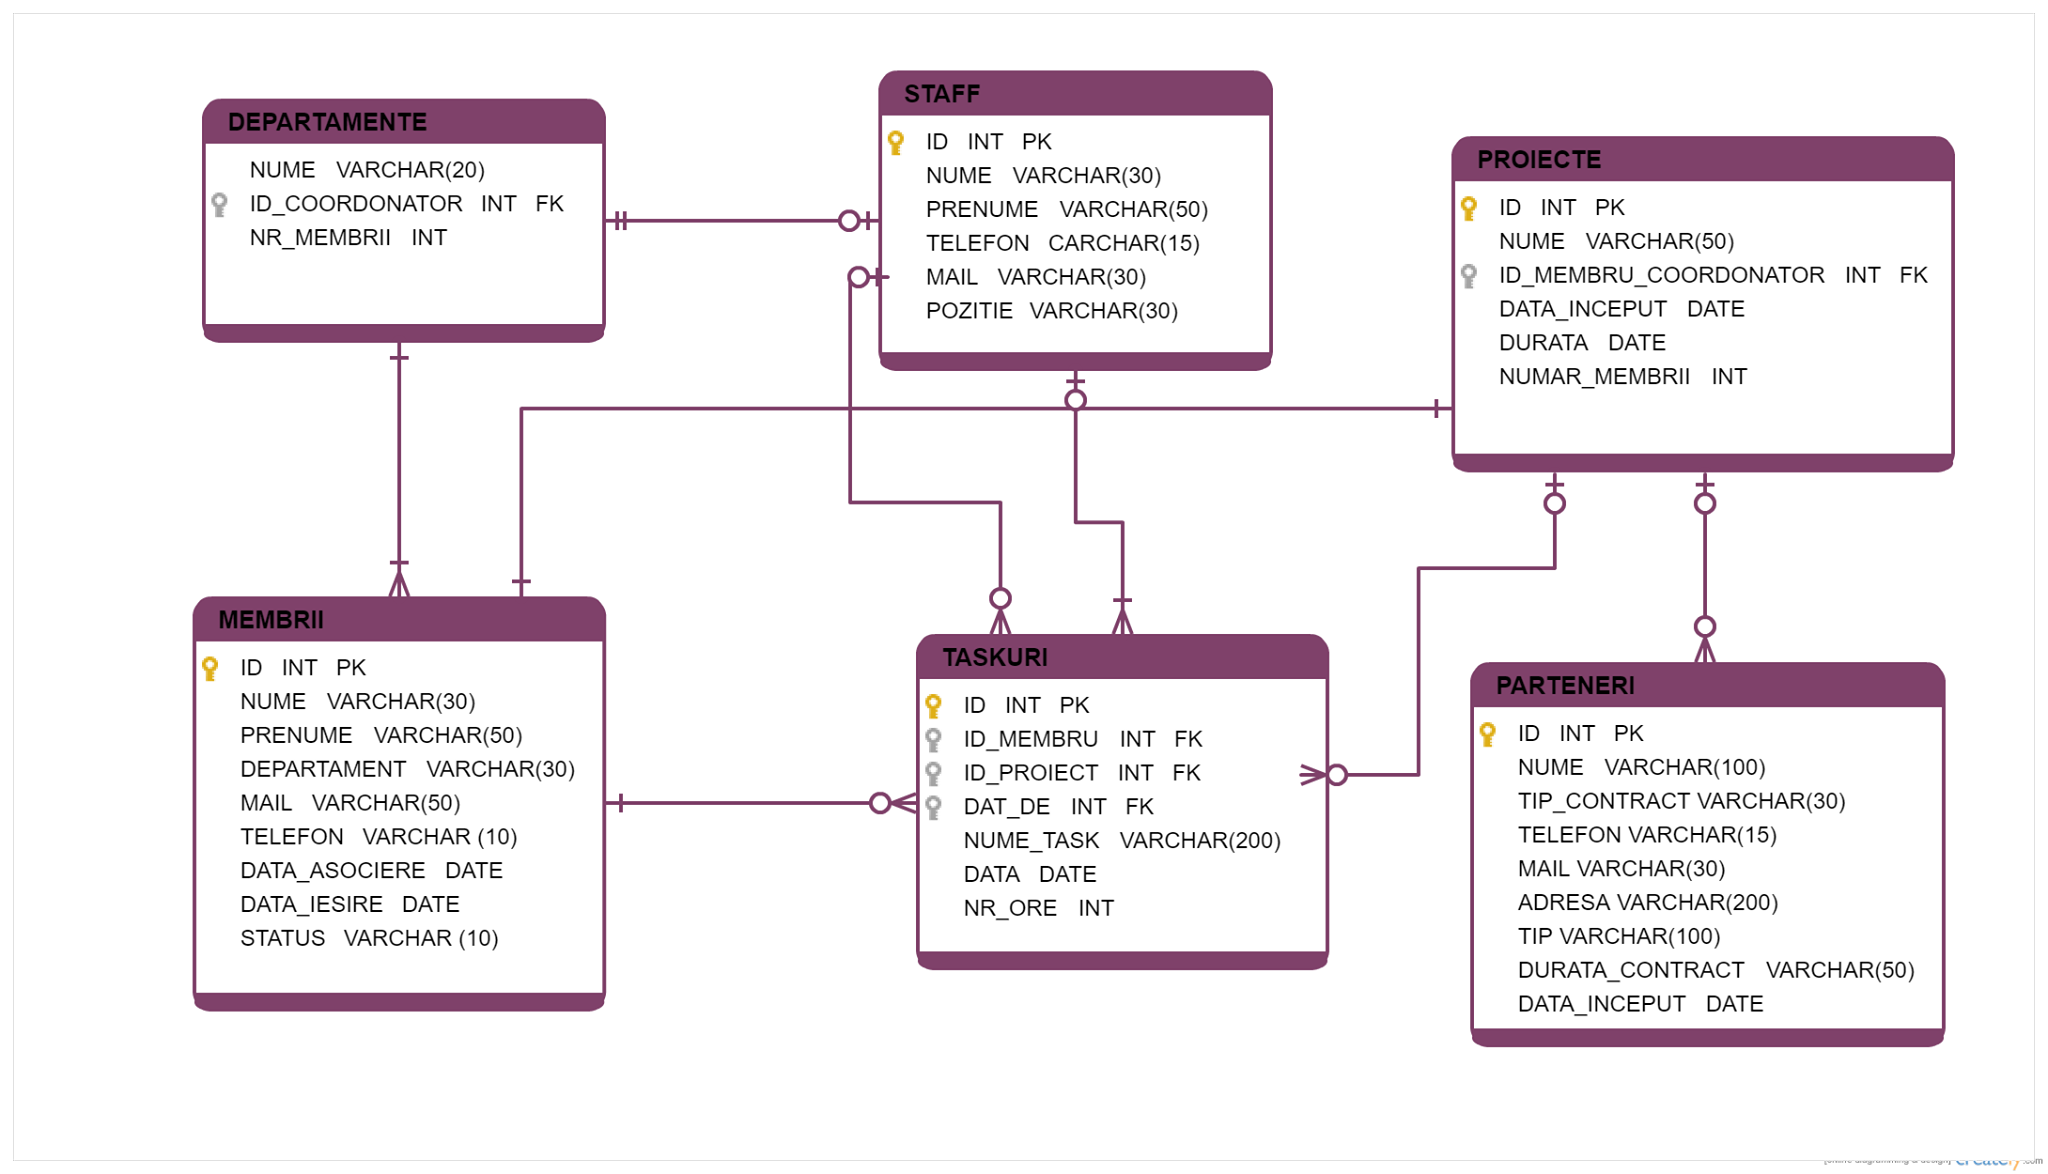 DEPARTAMENTE
NUME VARCHAR(20)
ID_COORDONATOR INT FK
NR_MEMBRII INT
STAFF
ID INT PK
NUME VARCHAR(30)
PRENUME VARCHAR(50)
TELEFON CARCHAR(15)
MAIL VARCHAR(30)
POZITIE VARCHAR(30)
PROIECTE
ID INT PK
NUME VARCHAR(50)
ID_MEMBRU_COORDONATOR INT FK
DATA_INCEPUT DATE
DURATA DATE
NUMAR_MEMBRII INT
MEMBRII
ID INT PK
NUME VARCHAR(30)
PRENUME VARCHAR(50)
DEPARTAMENT VARCHAR(30)
MAIL VARCHAR(50)
TELEFON VARCHAR (10)
DATA_ASOCIERE DATE
DATA_IESIRE DATE
STATUS VARCHAR (10)
TASKURI
ID INT PK
ID_MEMBRU INT FK
ID_PROIECT INT FK
DAT_DE INT FK
NUME_TASK VARCHAR(200)
DATA DATE
NR_ORE INT
PARTENERI
ID INT PK
NUME VARCHAR(100)
TIP_CONTRACT VARCHAR(30)
TELEFON VARCHAR(15)
MAIL VARCHAR(30)
ADRESA VARCHAR(200)
TIP VARCHAR(100)
DURATA_CONTRACT VARCHAR(50)
DATA_INCEPUT DATE